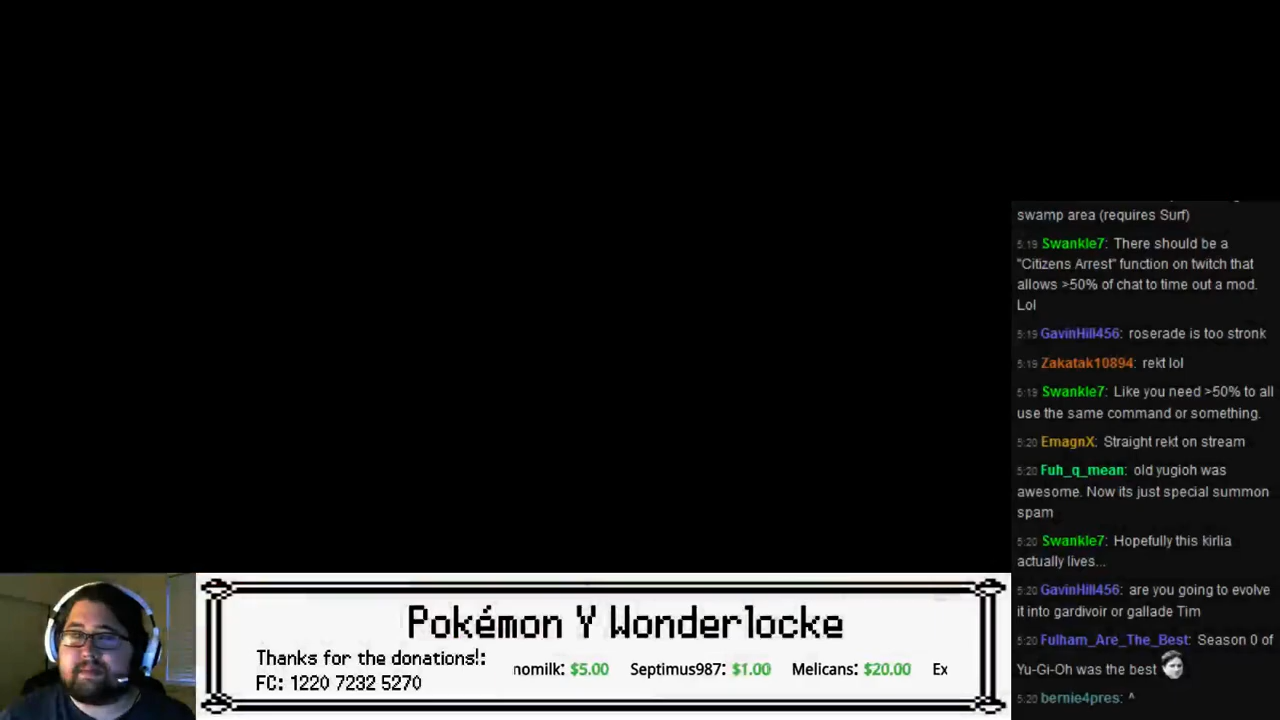 swamp area (requires Surf)
5:19 Swankle7: There should be a
"Citizens Arrest" function on twitch that
allows >50% of chat to time out a mod.
Lol
5:19 GavinHill456: roserade is too stronk
5:19 Zakatak10894: rekt lol
5:19 Swankle7: Like you need >50% to all
use the same command or something.
5:20 EmagnX: Straight rekt on stream
5:20 Fuh_q_mean: old yugioh was
awesome. Now its just special summon
spam
5:20 Swankle7: Hopefully this kirlia
actually lives...
5:20 GavinHill456: are you going to evolve
it into gardivoir or gallade Tim
5:20 Fulham_Are_The_Best: Season 0 of
Yu-Gi-Oh was the best
5:20 bernie4pres: ^
Pokémon Y Wonderlocke
Thanks for the donations!:
nomilk: $5.00 Septimus987: $1.00 Melicans: $20.00 Ex
FC: 1220 7232 5270